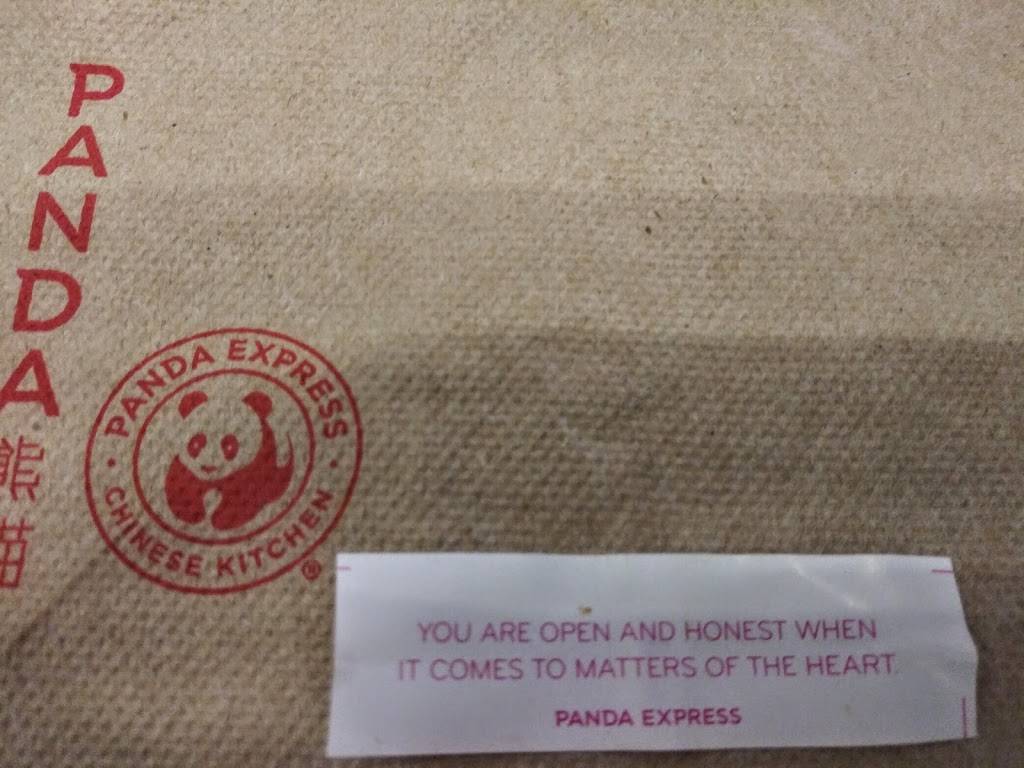 PANDA
熊猫
PANDA EXPRESS
CHINESE KITCHEN
®
YOU ARE OPEN AND HONEST WHEN
IT COMES TO MATTERS OF THE HEART.
PANDA EXPRESS